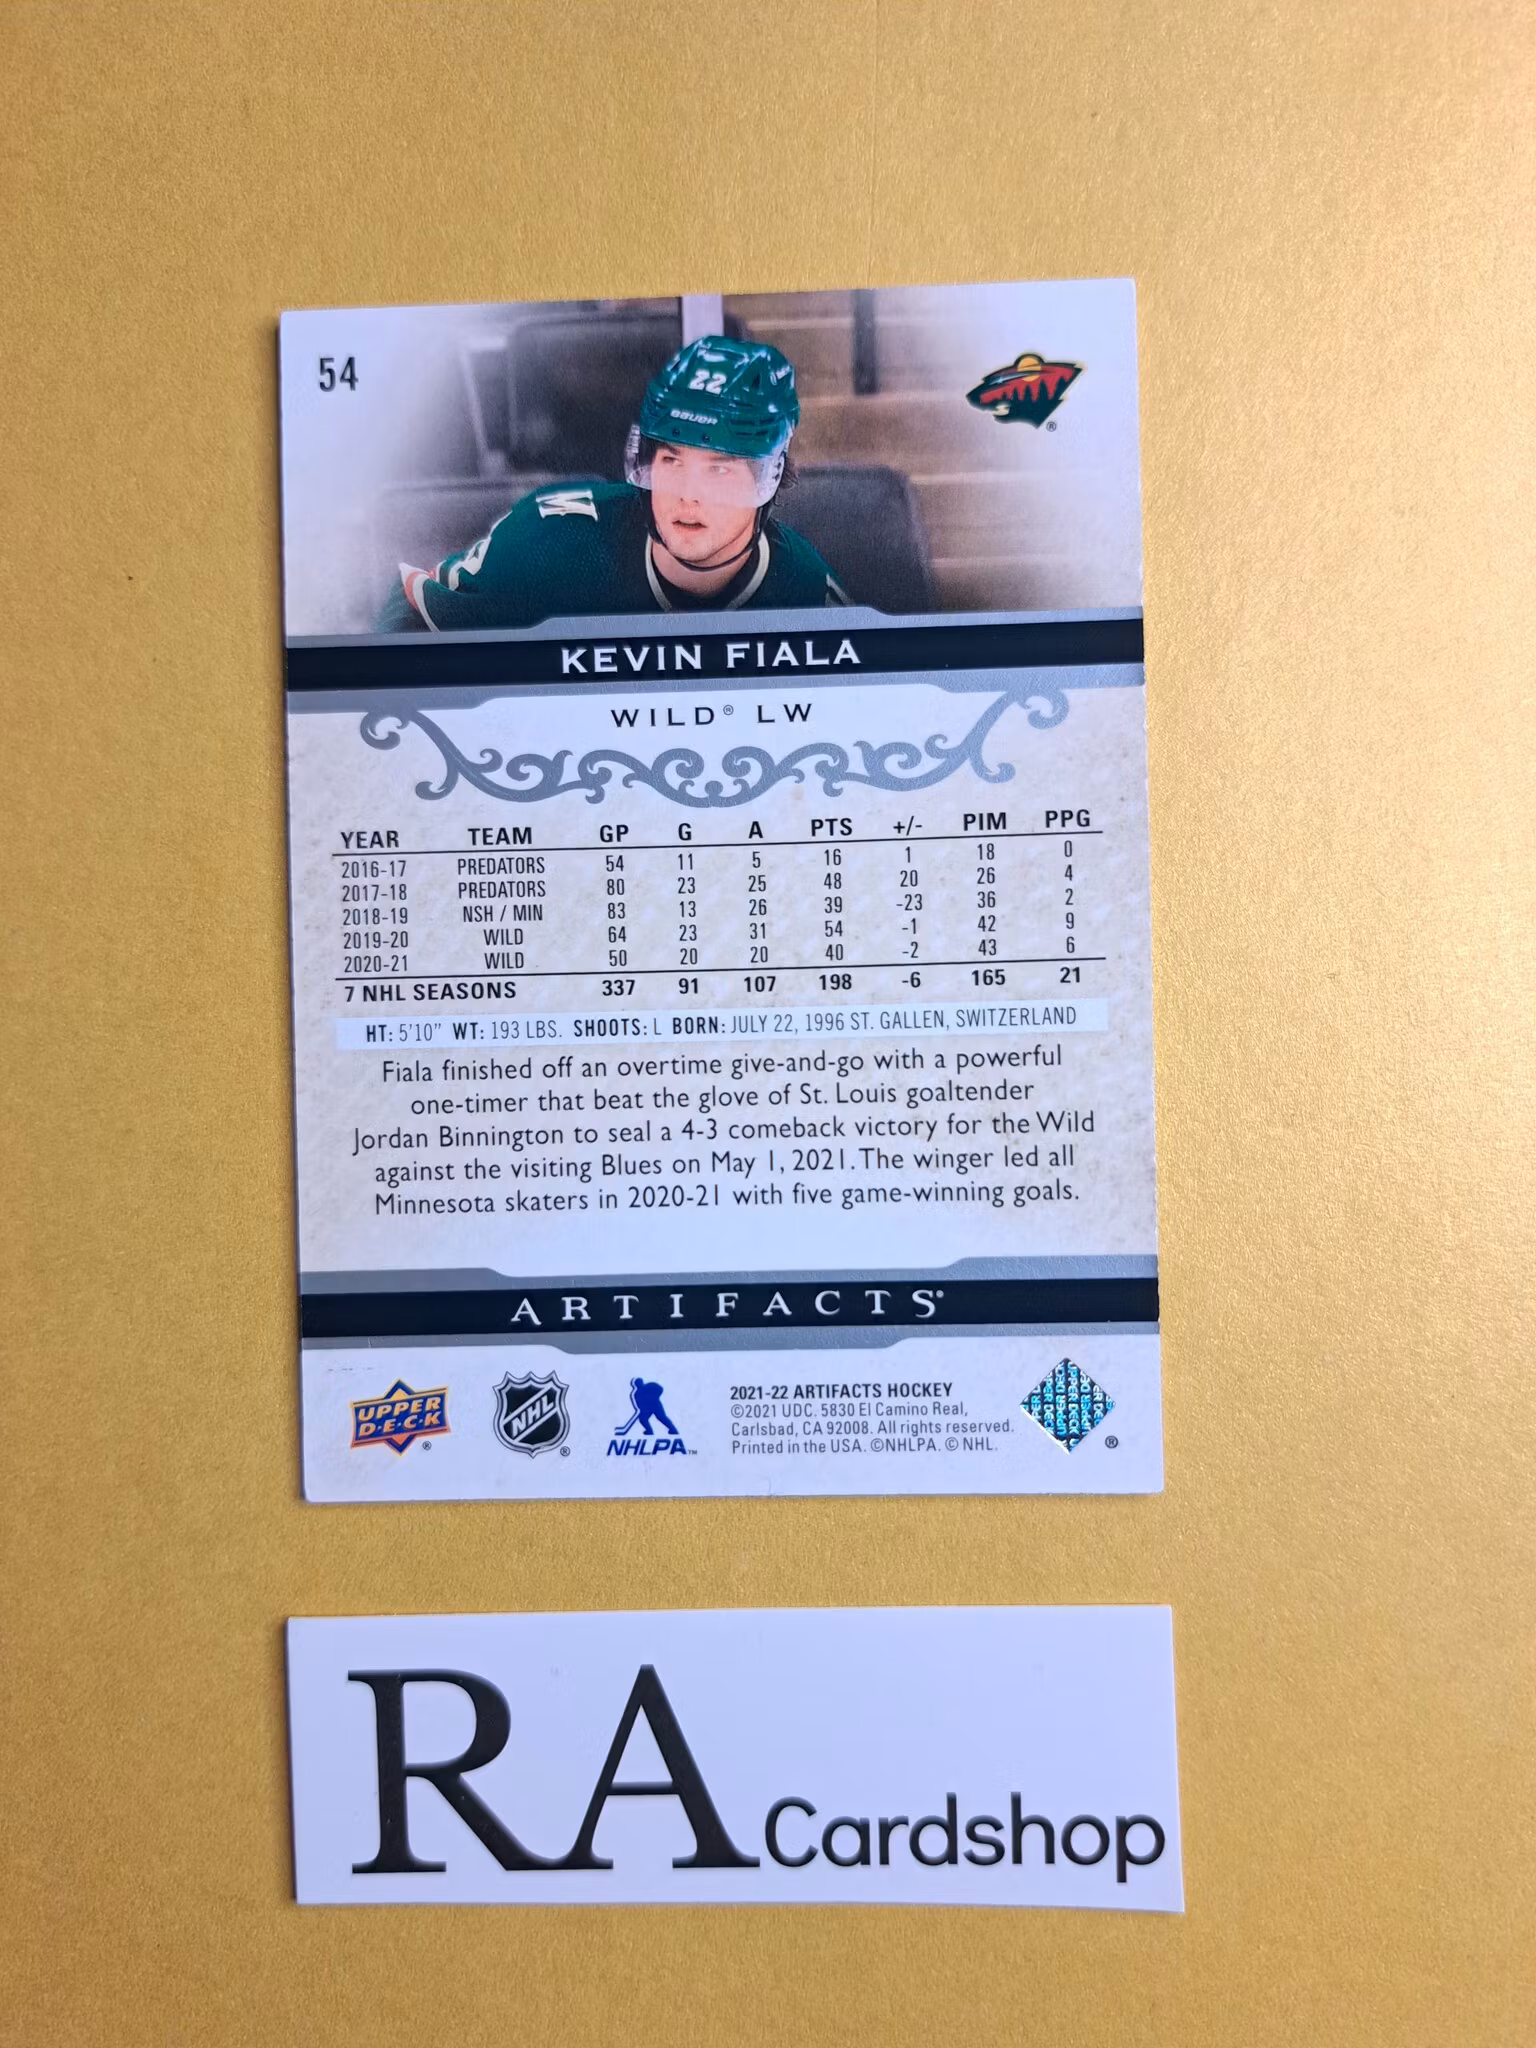 54
22
BAUER
M
KEVIN FIALA
WILD® LW
YEAR TEAM GP G A PTS +/- PIM PPG
2016-17 PREDATORS 54 11 5 16 1 18 0
2017-18 PREDATORS 80 23 25 48 20 26 4
2018-19 NSH / MIN 83 13 26 39 -23 36 2
2019-20 WILD 64 23 31 54 -1 42 9
2020-21 WILD 50 20 20 40 -2 43 6
7 NHL SEASONS 337 91 107 198 -6 165 21
HT: 5'10" WT: 193 LBS. SHOOTS: L BORN: JULY 22, 1996 ST. GALLEN, SWITZERLAND
Fiala finished off an overtime give-and-go with a powerful
one-timer that beat the glove of St. Louis goaltender
Jordan Binnington to seal a 4-3 comeback victory for the Wild
against the visiting Blues on May 1, 2021. The winger led all
Minnesota skaters in 2020-21 with five game-winning goals.
ARTIFACTS®
UPPER
D·E·C·K ®
NHL ®
NHLPA™
2021-22 ARTIFACTS HOCKEY
©2021 UDC. 5830 El Camino Real,
Carlsbad, CA 92008. All rights reserved.
Printed in the USA. ©NHLPA. © NHL.
®
RA Cardshop